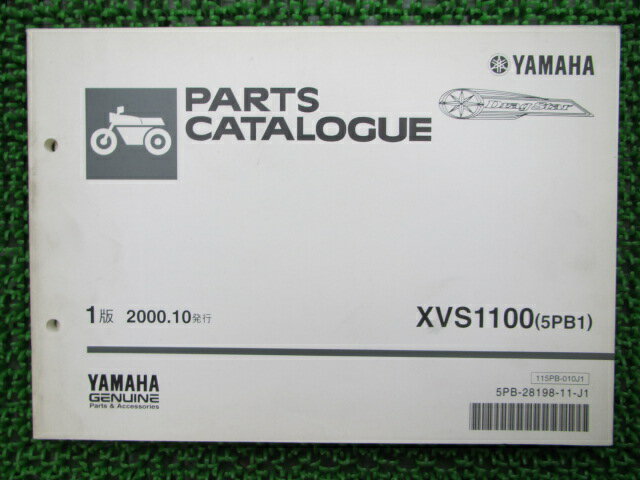 YAMAHA
PARTS
CATALOGUE
DragStar
1版 2000.10発行
XVS1100(5PB1)
YAMAHA
GENUINE
Parts & Accessories
115PB-010J1
5PB-28198-11-J1